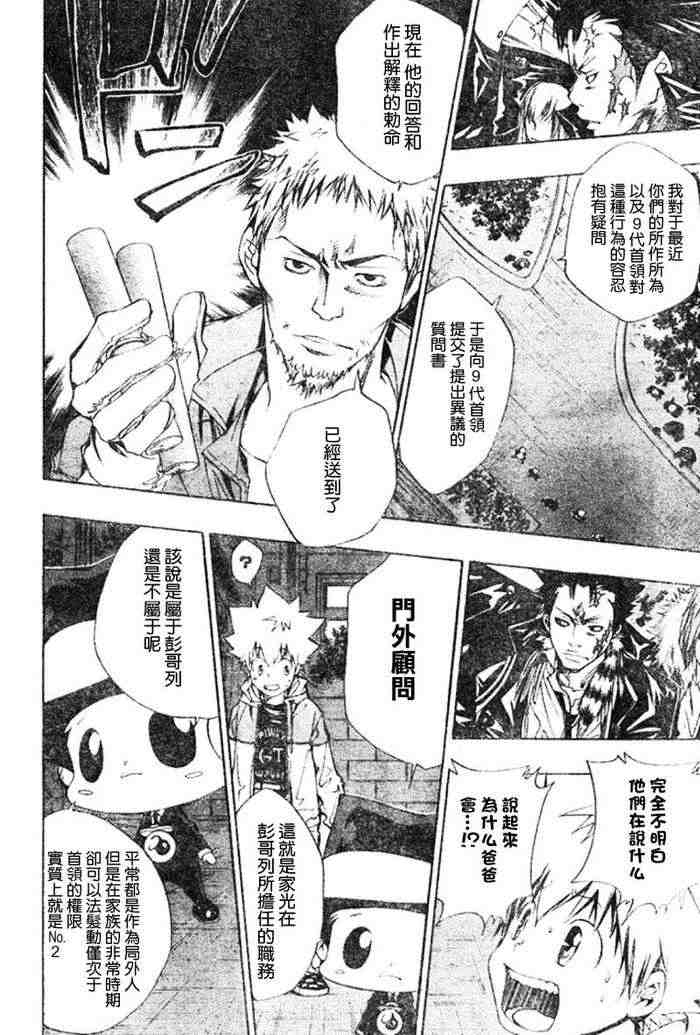 我對于最近
你們的所作所為
以及9代首領對
這種行為的容忍
抱有疑問
于是向9代首領
提交了提出異議的
質問書
現在 他的回答和
作出解釋的勅命
已經送到了
完全不明白
他們在說什么
說起來
為什么爸爸
會…!?
門外顧問
?
GT
這就是家光在
彭哥列所擔任的職務
該說是屬于彭哥列
還是不屬于呢
平常都是作為局外人
但是在家族的非常時期
卻可以法髮動僅次于
首領的權限
實質上就是No.
2